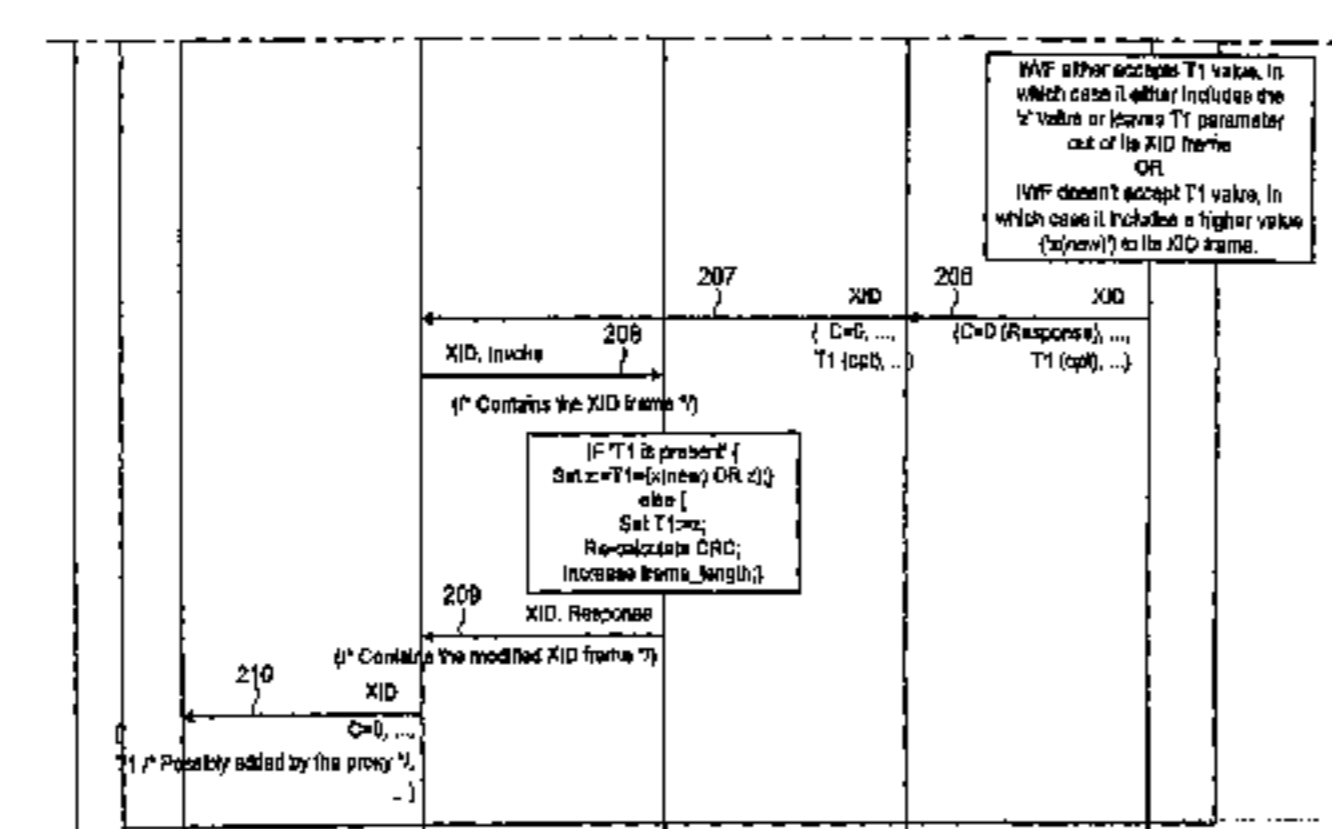 IWF either accepts T1 value, in
which case it either includes the
'z' value or leaves T1 parameter
out of its XID frame
OR
IWF doesn't accept T1 value, in
which case it includes a higher value
('x(new)') to its XID frame.
207
206
XID
XID
{ C=0, ...,
T1 (opt), ...}
{C=0 (Response), ...,
T1 (opt), ...}
208
XID, Invoke
{/* Contains the XID frame */}
IF 'T1 is present' {
Set z:=T1=(x(new) OR z);}
else {
Set T1:=z;
Re-calculate CRC;
Increase frame_length;}
209
XID, Response
{/* Contains the modified XID frame */}
210
XID
{ C=0, ...,
T1 /* Possibly added by the proxy */,
...}